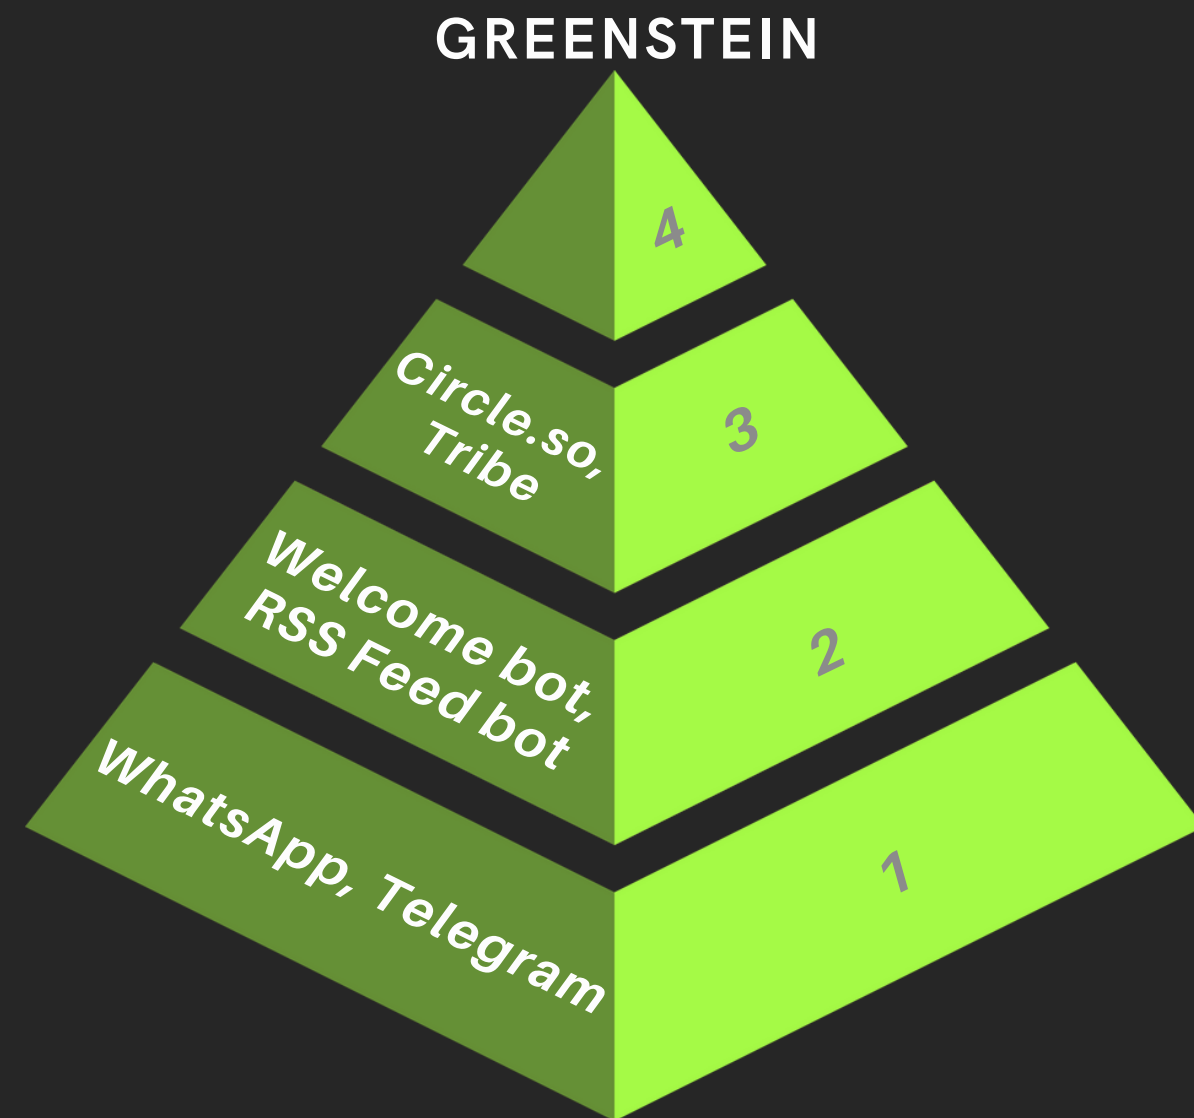 GREENSTEIN
4
Circle.so,
Tribe
3
Welcome bot,
RSS Feed bot
2
WhatsApp, Telegram
1